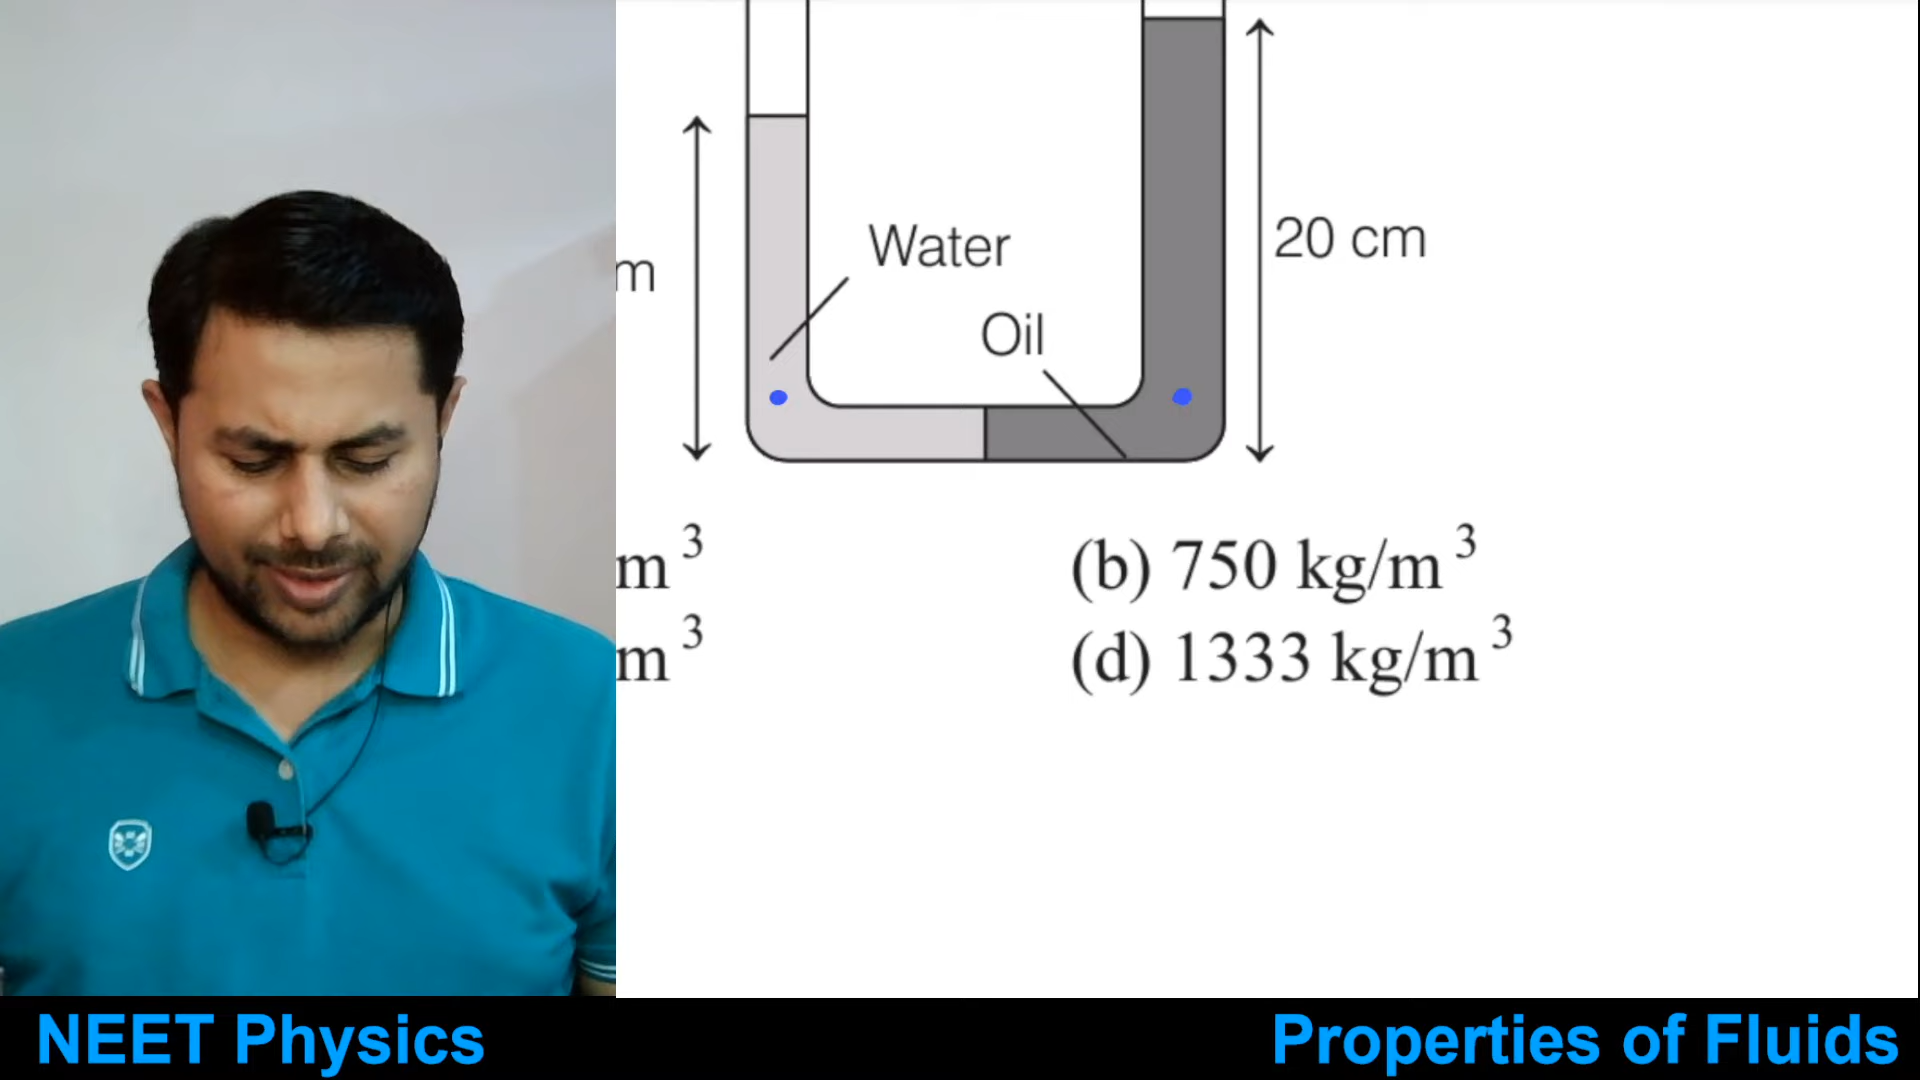 Water
20 cm
m
Oil
m³
(b) 750 kg/m³
m³
(d) 1333 kg/m³
NEET Physics
Properties of Fluids